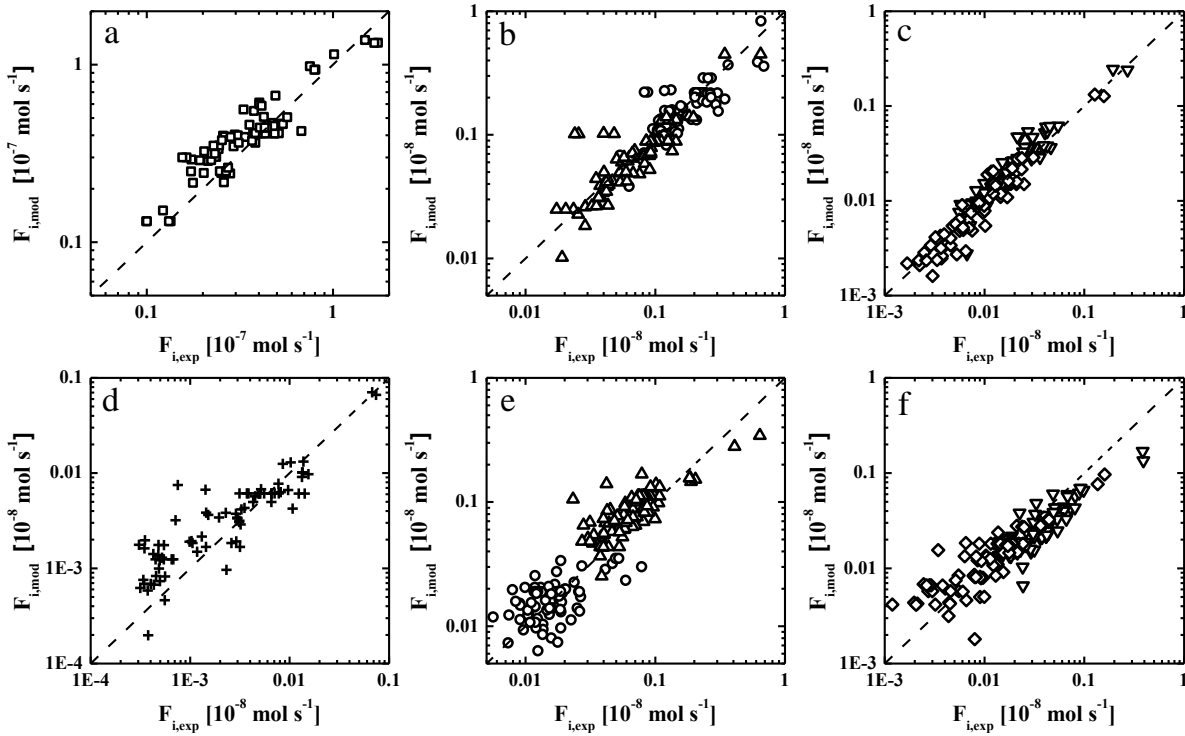 a
1
0.1
F_i,mod [10^-7 mol s^-1]
0.1 1
F_i,exp [10^-7 mol s^-1]
b
1
0.1
0.01
F_i,mod [10^-8 mol s^-1]
0.01 0.1 1
F_i,exp [10^-8 mol s^-1]
c
1
0.1
0.01
1E-3
F_i,mod [10^-8 mol s^-1]
1E-3 0.01 0.1 1
F_i,exp [10^-8 mol s^-1]
d
0.1
0.01
1E-3
1E-4
F_i,mod [10^-8 mol s^-1]
1E-4 1E-3 0.01 0.1
F_i,exp [10^-8 mol s^-1]
e
1
0.1
0.01
F_i,mod [10^-8 mol s^-1]
0.01 0.1 1
F_i,exp [10^-8 mol s^-1]
f
1
0.1
0.01
1E-3
F_i,mod [10^-8 mol s^-1]
1E-3 0.01 0.1 1
F_i,exp [10^-8 mol s^-1]